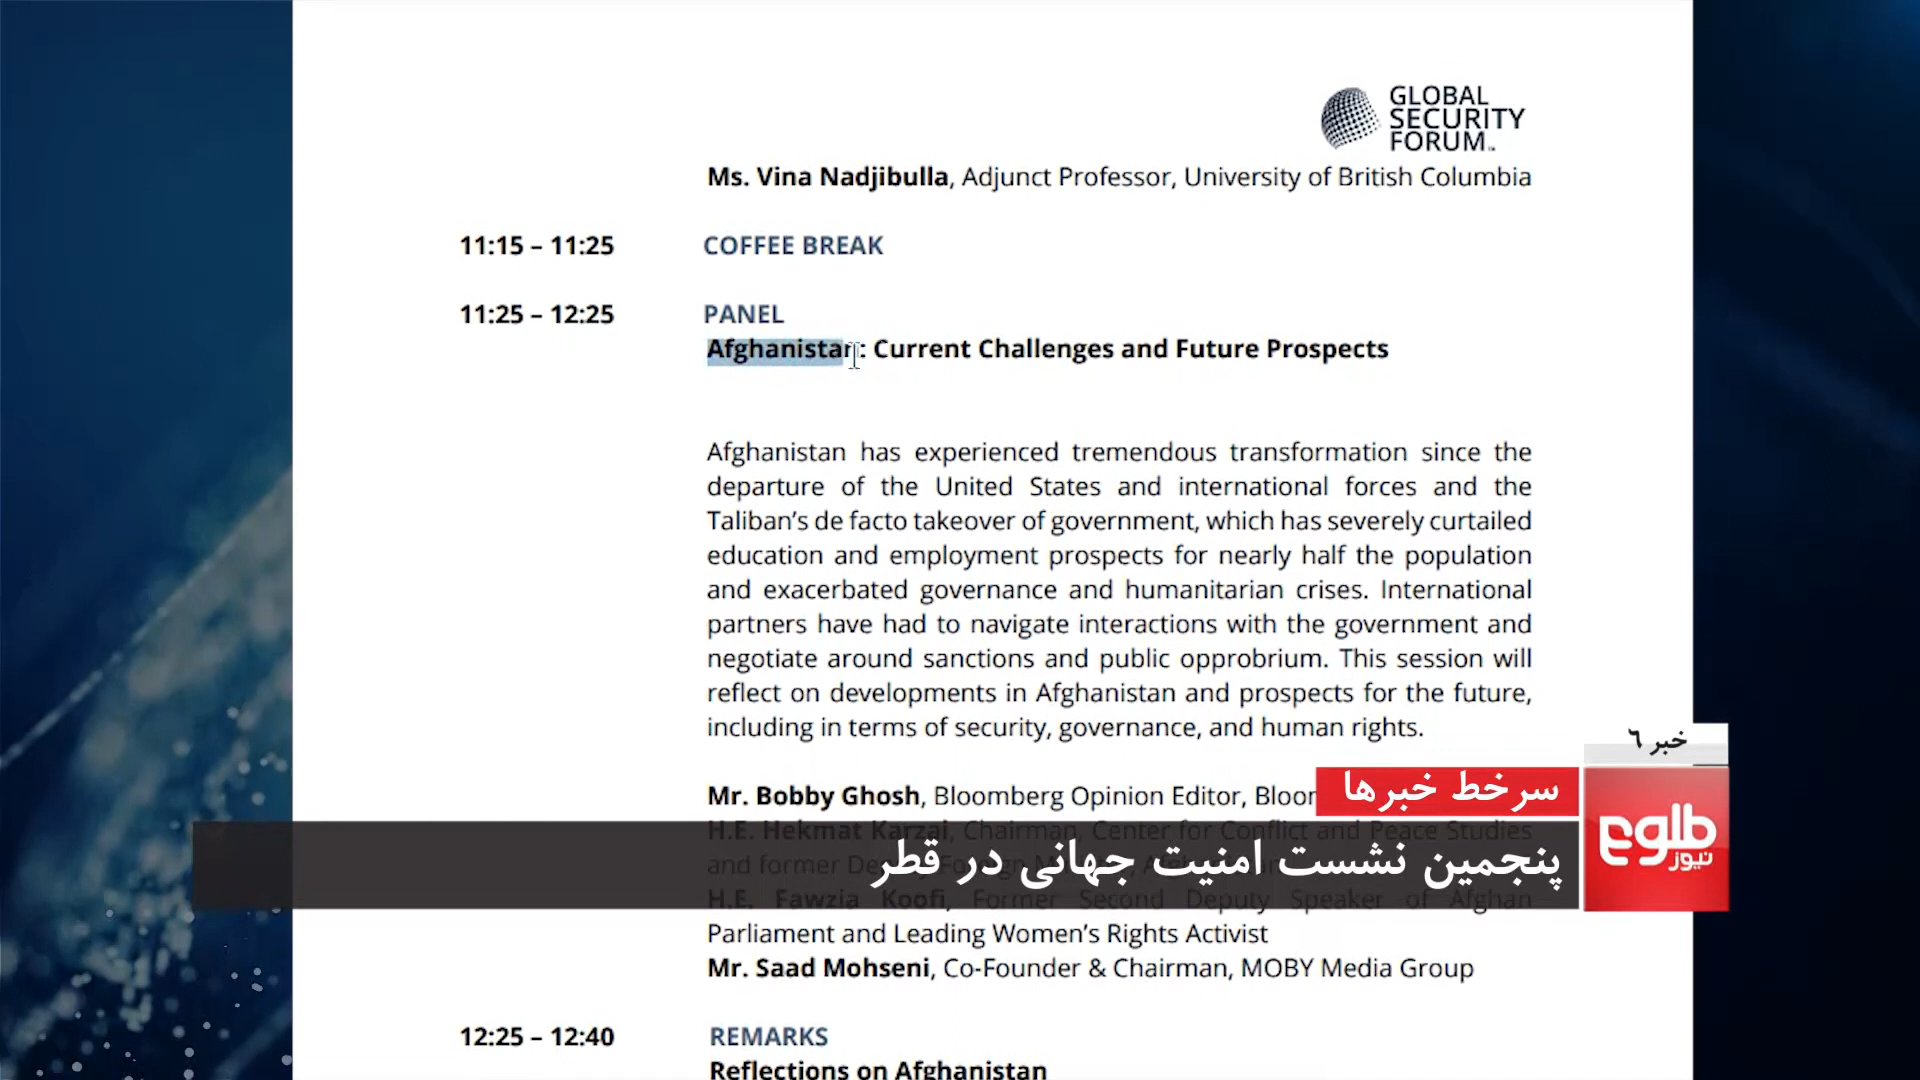 GLOBAL
SECURITY
FORUM
Ms. Vina Nadjibulla, Adjunct Professor, University of British Columbia
11:15 – 11:25 COFFEE BREAK
11:25 – 12:25 PANEL
Afghanistan: Current Challenges and Future Prospects
Afghanistan has experienced tremendous transformation since the
departure of the United States and international forces and the
Taliban's de facto takeover of government, which has severely curtailed
education and employment prospects for nearly half the population
and exacerbated governance and humanitarian crises. International
partners have had to navigate interactions with the government and
negotiate around sanctions and public opprobrium. This session will
reflect on developments in Afghanistan and prospects for the future,
including in terms of security, governance, and human rights.
خبر ٦
Mr. Bobby Ghosh, Bloomberg Opinion Editor,
سرخط خبرها
H.E. Hekmat Karzai, Chairman, Center for Conflict and Peace Studies
and former
پنجمین نشست امنیت جهانی در قطر
طلوع
نیوز
H.E. Fawzia Koofi, Former Second Deputy Speaker of Afghan
Parliament and Leading Women's Rights Activist
Mr. Saad Mohseni, Co-Founder & Chairman, MOBY Media Group
12:25 – 12:40 REMARKS
Reflections on Afghanistan